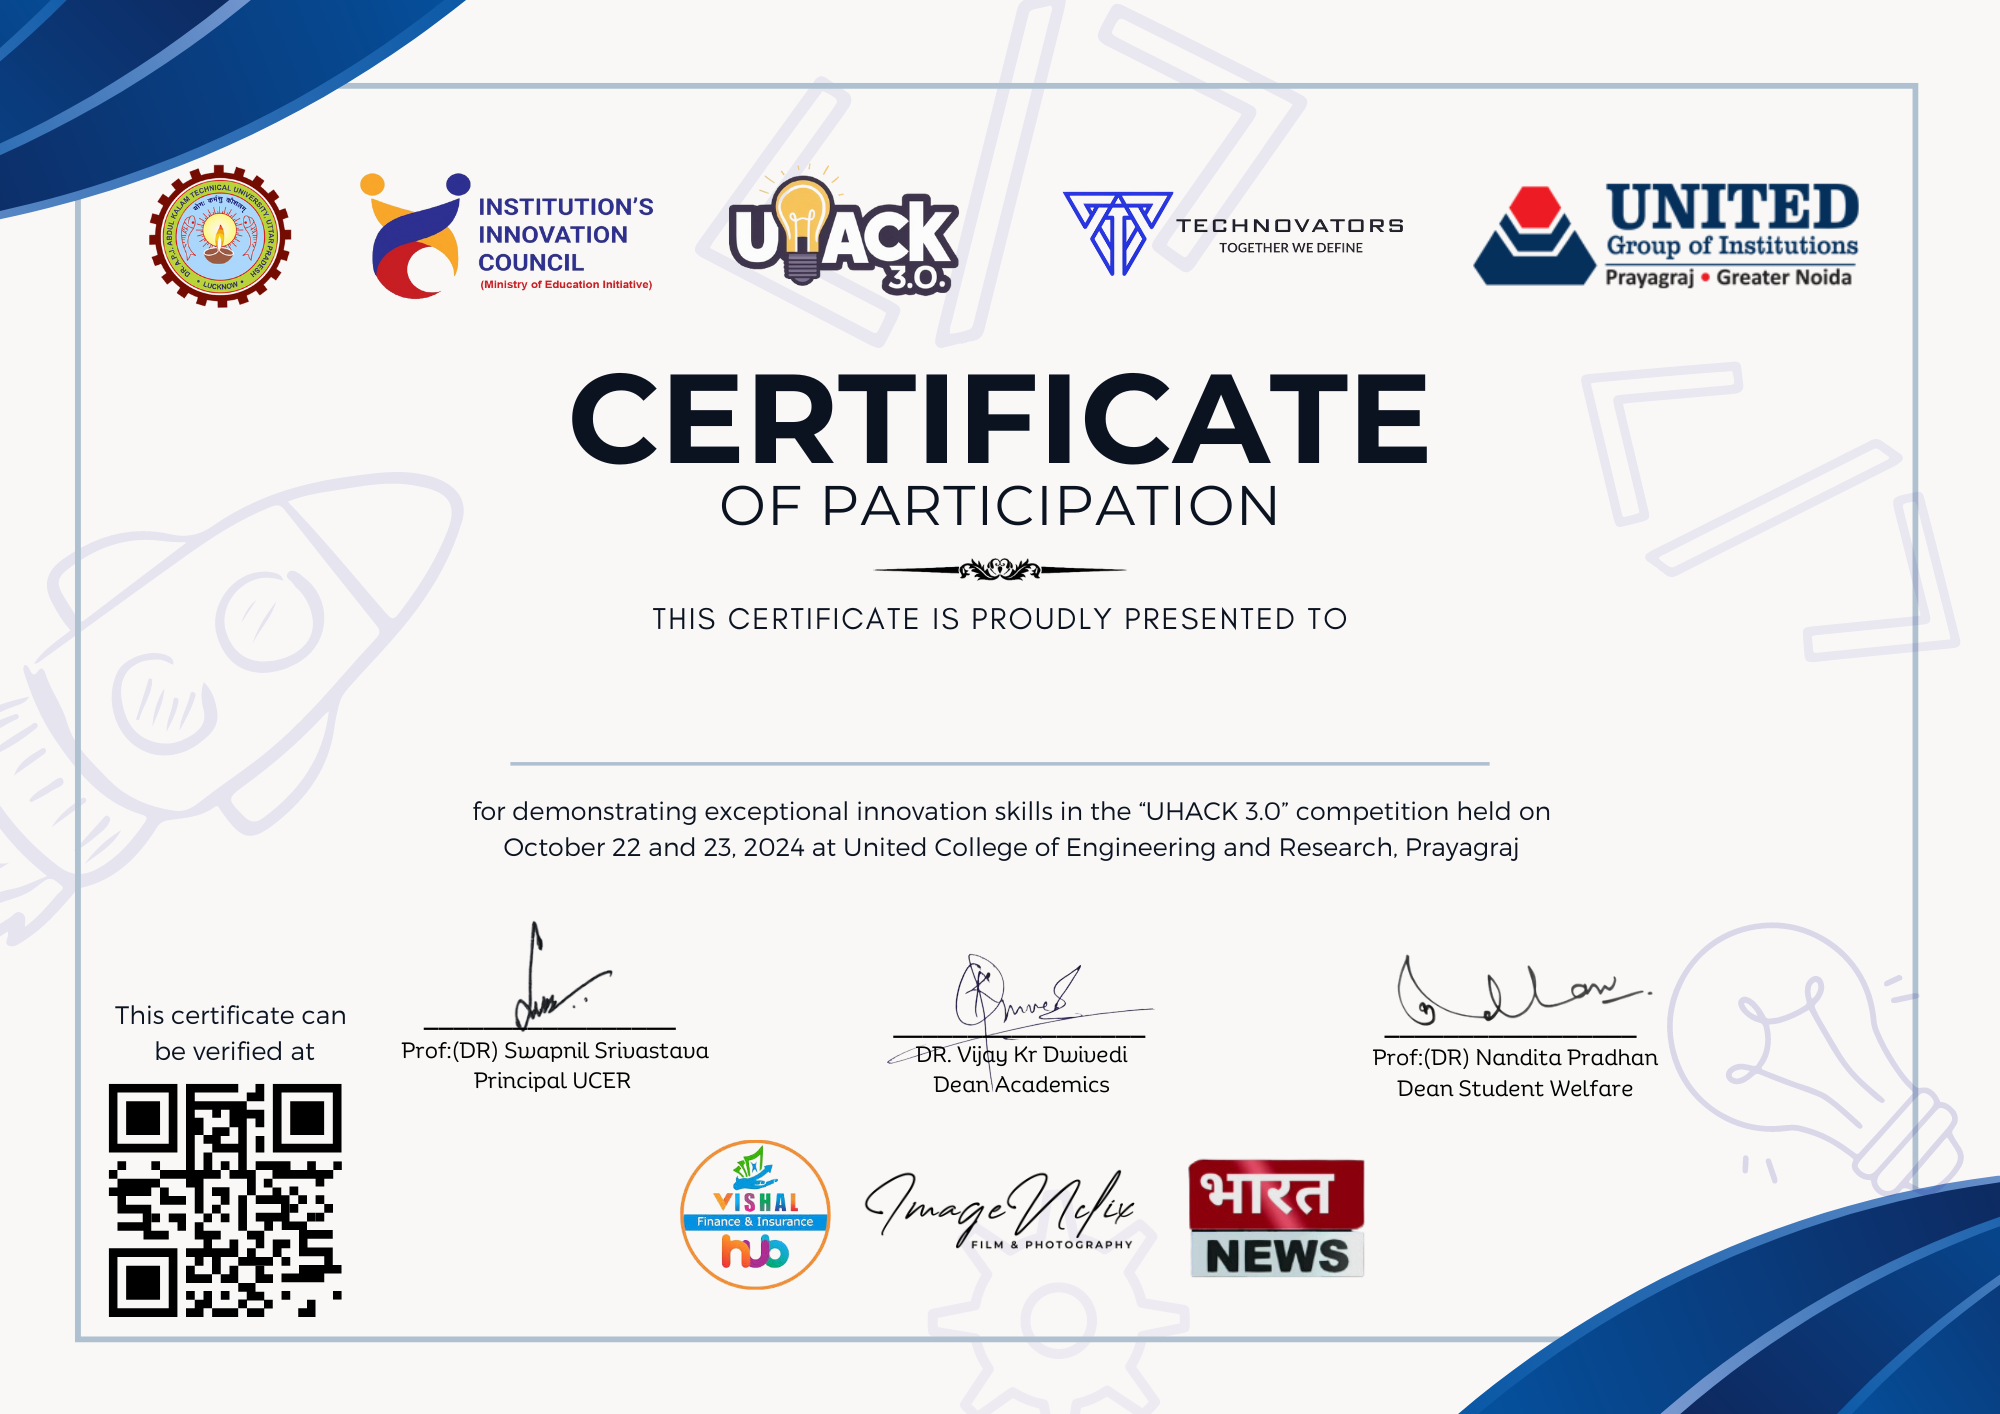 DR. A.P.J. ABDUL KALAM TECHNICAL UNIVERSITY UTTAR PRADESH
योगः कर्मसु कौशलम्
• LUCKNOW •
INSTITUTION'S
INNOVATION
COUNCIL
(Ministry of Education Initiative)
UHACK
3.0.
TECHNOVATORS
TOGETHER WE DEFINE
UNITED
Group of Institutions
Prayagraj • Greater Noida
CERTIFICATE
OF PARTICIPATION
THIS CERTIFICATE IS PROUDLY PRESENTED TO
for demonstrating exceptional innovation skills in the “UHACK 3.0” competition held on
October 22 and 23, 2024 at United College of Engineering and Research, Prayagraj
This certificate can
be verified at
Prof:(DR) Swapnil Srivastava
Principal UCER
DR. Vijay Kr Dwivedi
Dean Academics
Prof:(DR) Nandita Pradhan
Dean Student Welfare
VISHAL
Finance & Insurance
hub
ImageNclix
FILM & PHOTOGRAPHY
भारत
NEWS